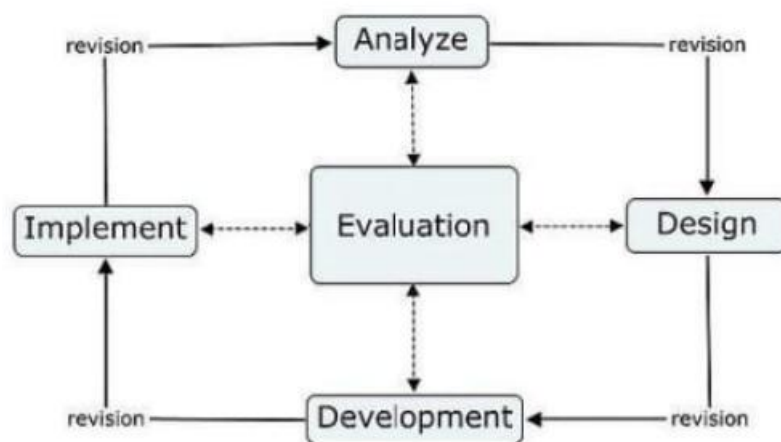 revision
Analyze
revision
Implement
Evaluation
Design
revision
Development
revision